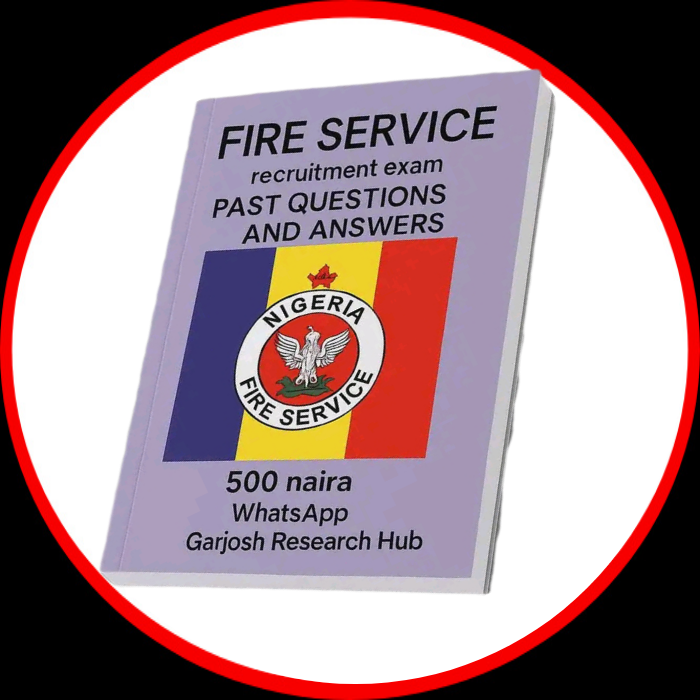 FIRE SERVICE
recruitment exam
PAST QUESTIONS
AND ANSWERS
NIGERIA
FIRE SERVICE
500 naira
WhatsApp
Garjosh Research Hub